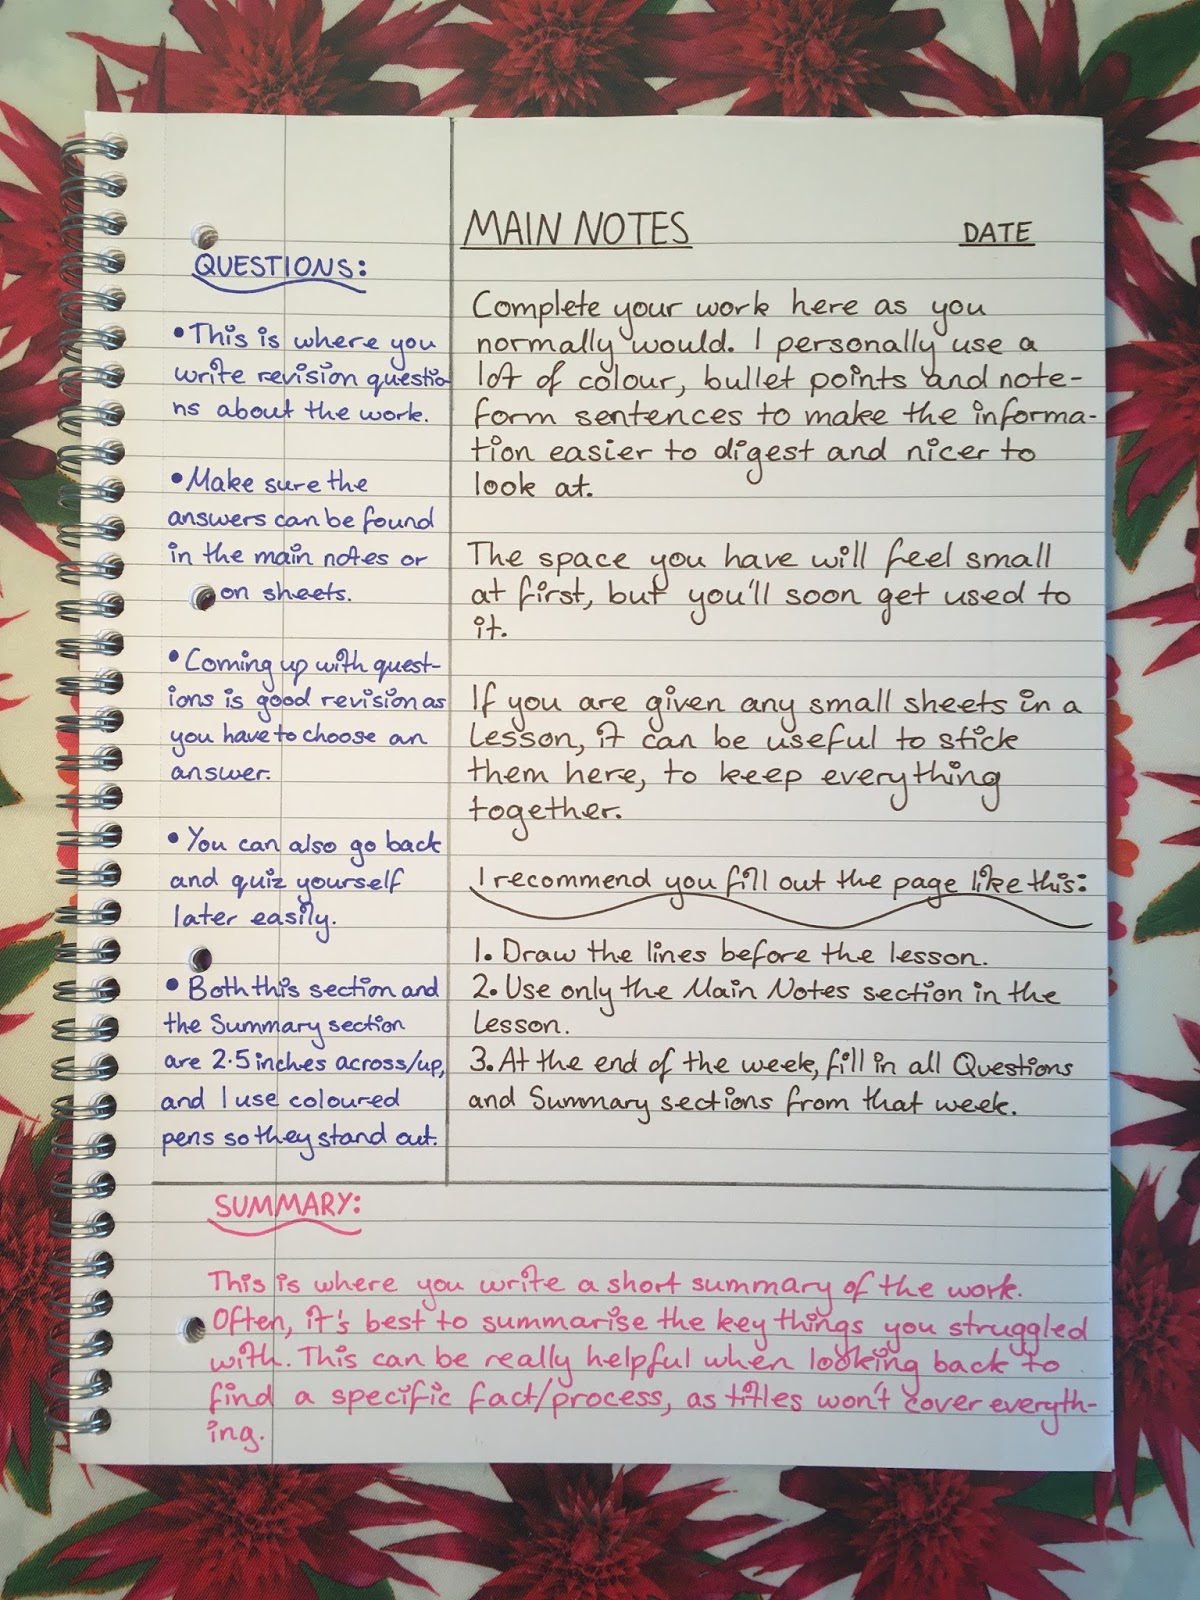 QUESTIONS:
•This is where you
write revision questio
ns about the work.
•Make sure the
answers can be found
in the main notes or
on sheets.
•Coming up with quest-
ions is good revision as
you have to choose an
answer.
•You can also go back
and quiz yourself
later easily.
•Both this section and
the Summary section
are 2.5 inches across/up,
and I use coloured
pens so they stand out.
MAIN NOTES DATE
Complete your work here as you
normally would. I personally use a
lot of colour, bullet points and note-
form sentences to make the informa-
tion easier to digest and nicer to
look at.
The space you have will feel small
at first, but you'll soon get used to
it.
If you are given any small sheets in a
lesson, it can be useful to stick
them here, to keep everything
together.
I recommend you fill out the page like this:
1. Draw the lines before the lesson.
2. Use only the Main Notes section in the
lesson.
3. At the end of the week, fill in all Questions
and Summary sections from that week.
SUMMARY:
This is where you write a short summary of the work.
Often, it's best to summarise the key things you struggled
with. This can be really helpful when looking back to
find a specific fact/process, as titles won't cover everyth-
ing.